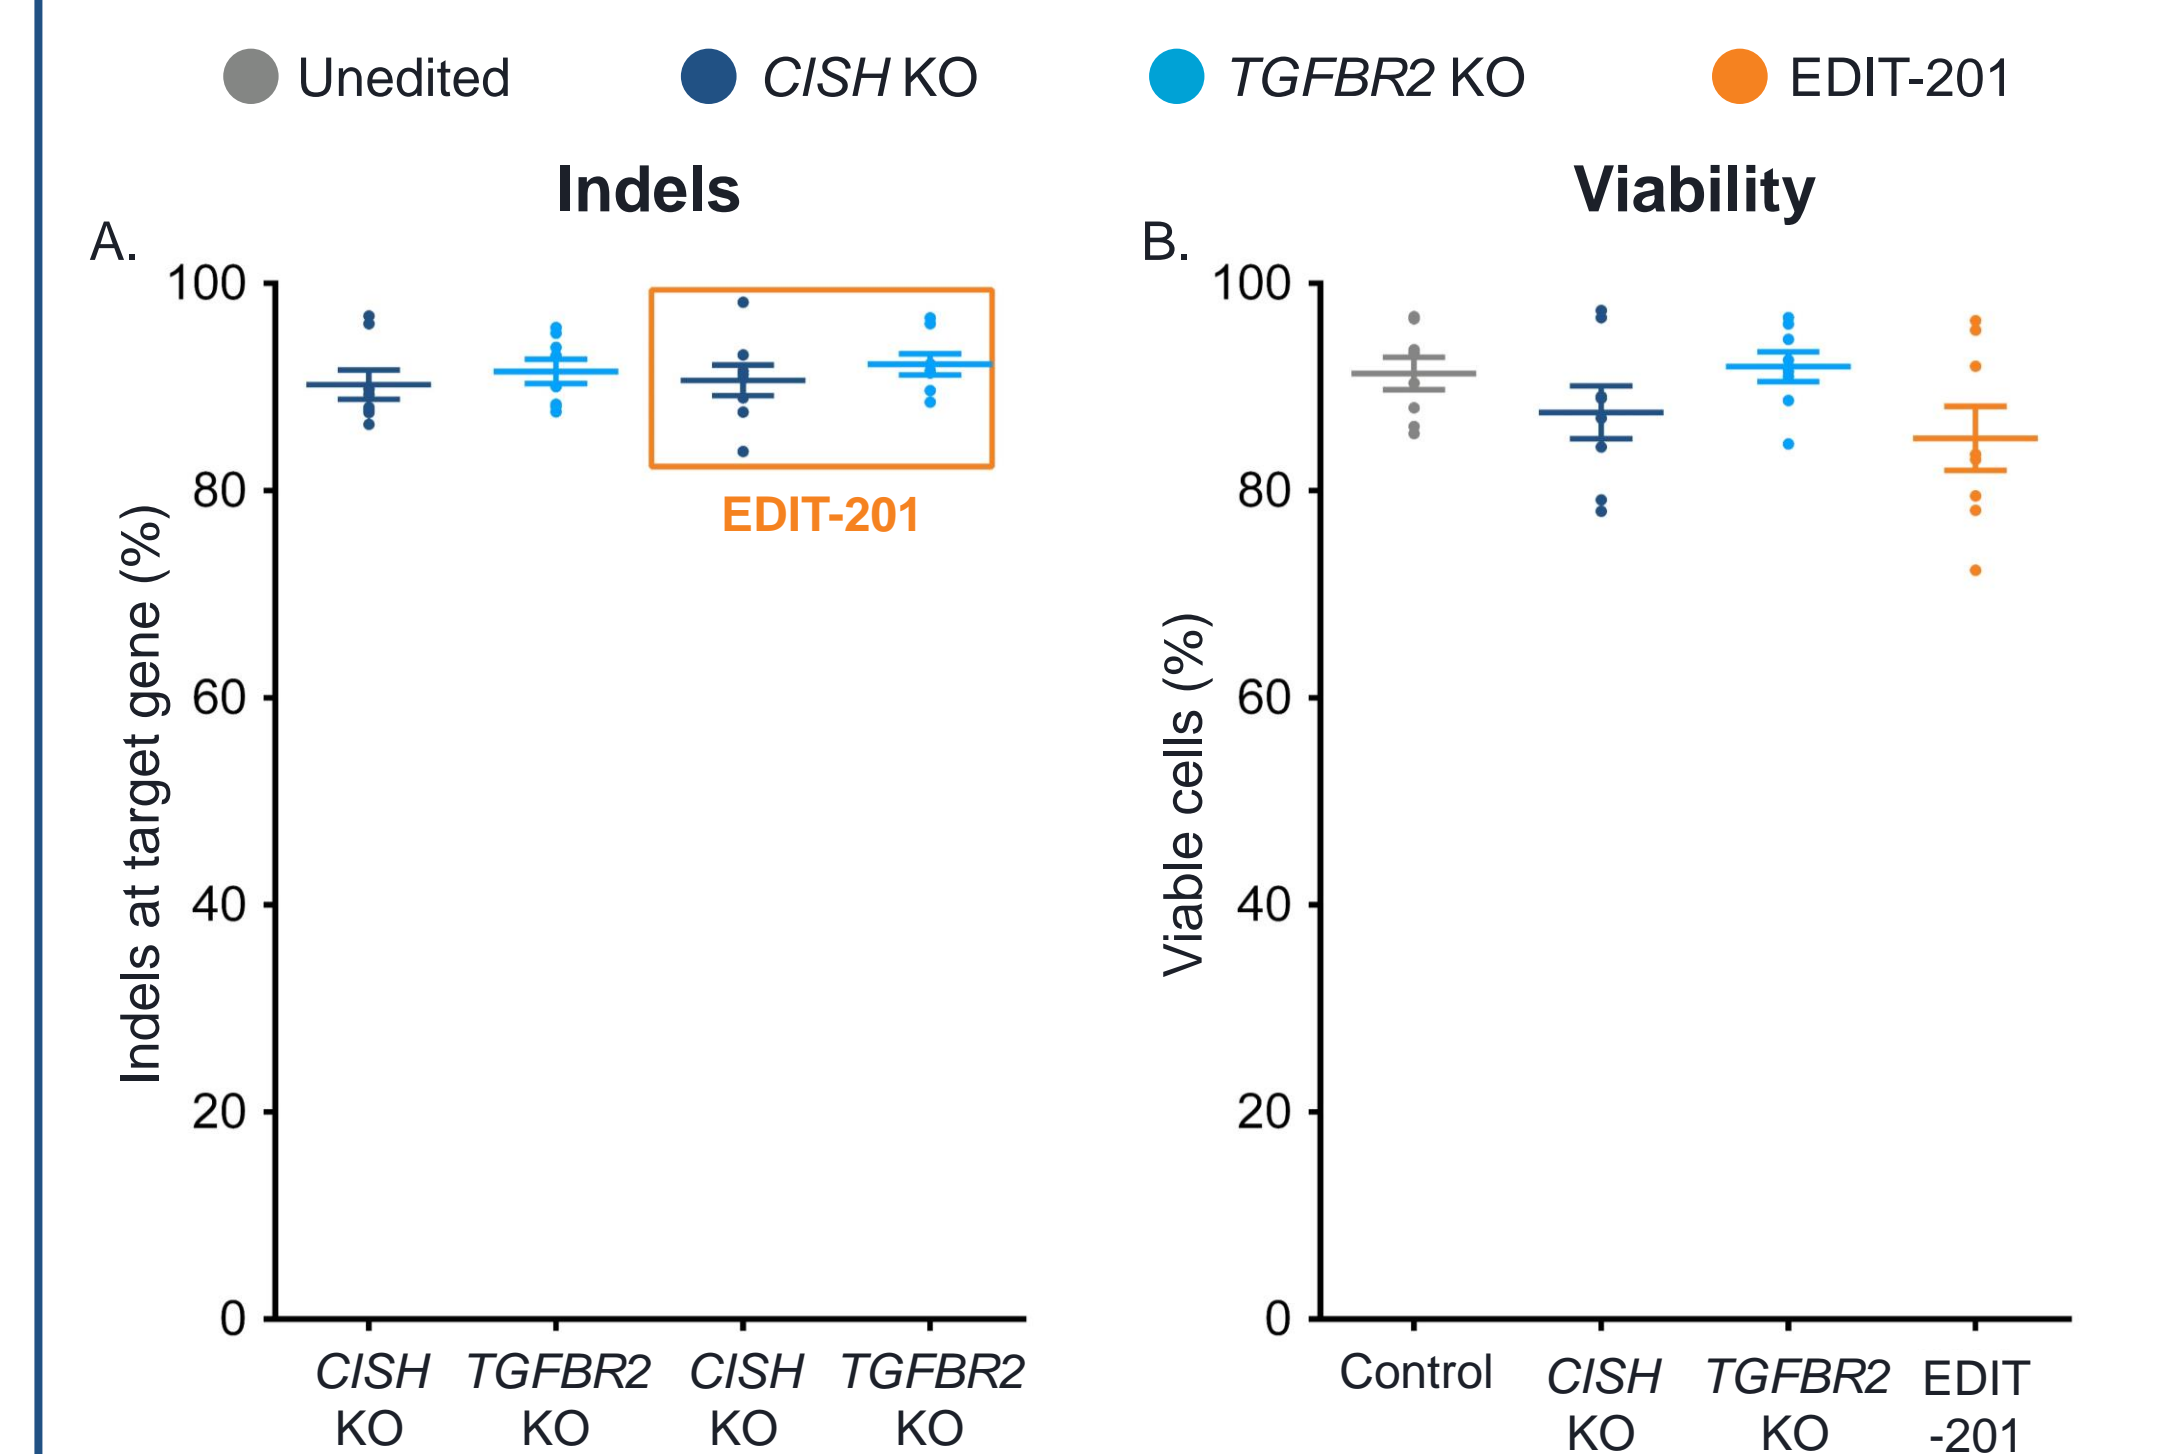 Unedited
CISH KO
TGFBR2 KO
EDIT-201
Indels
A.
Indels at target gene (%)
100
80
60
40
20
0
EDIT-201
CISH KO
TGFBR2 KO
CISH KO
TGFBR2 KO
Viability
B.
Viable cells (%)
100
80
60
40
20
0
Control
CISH KO
TGFBR2 KO
EDIT
-201